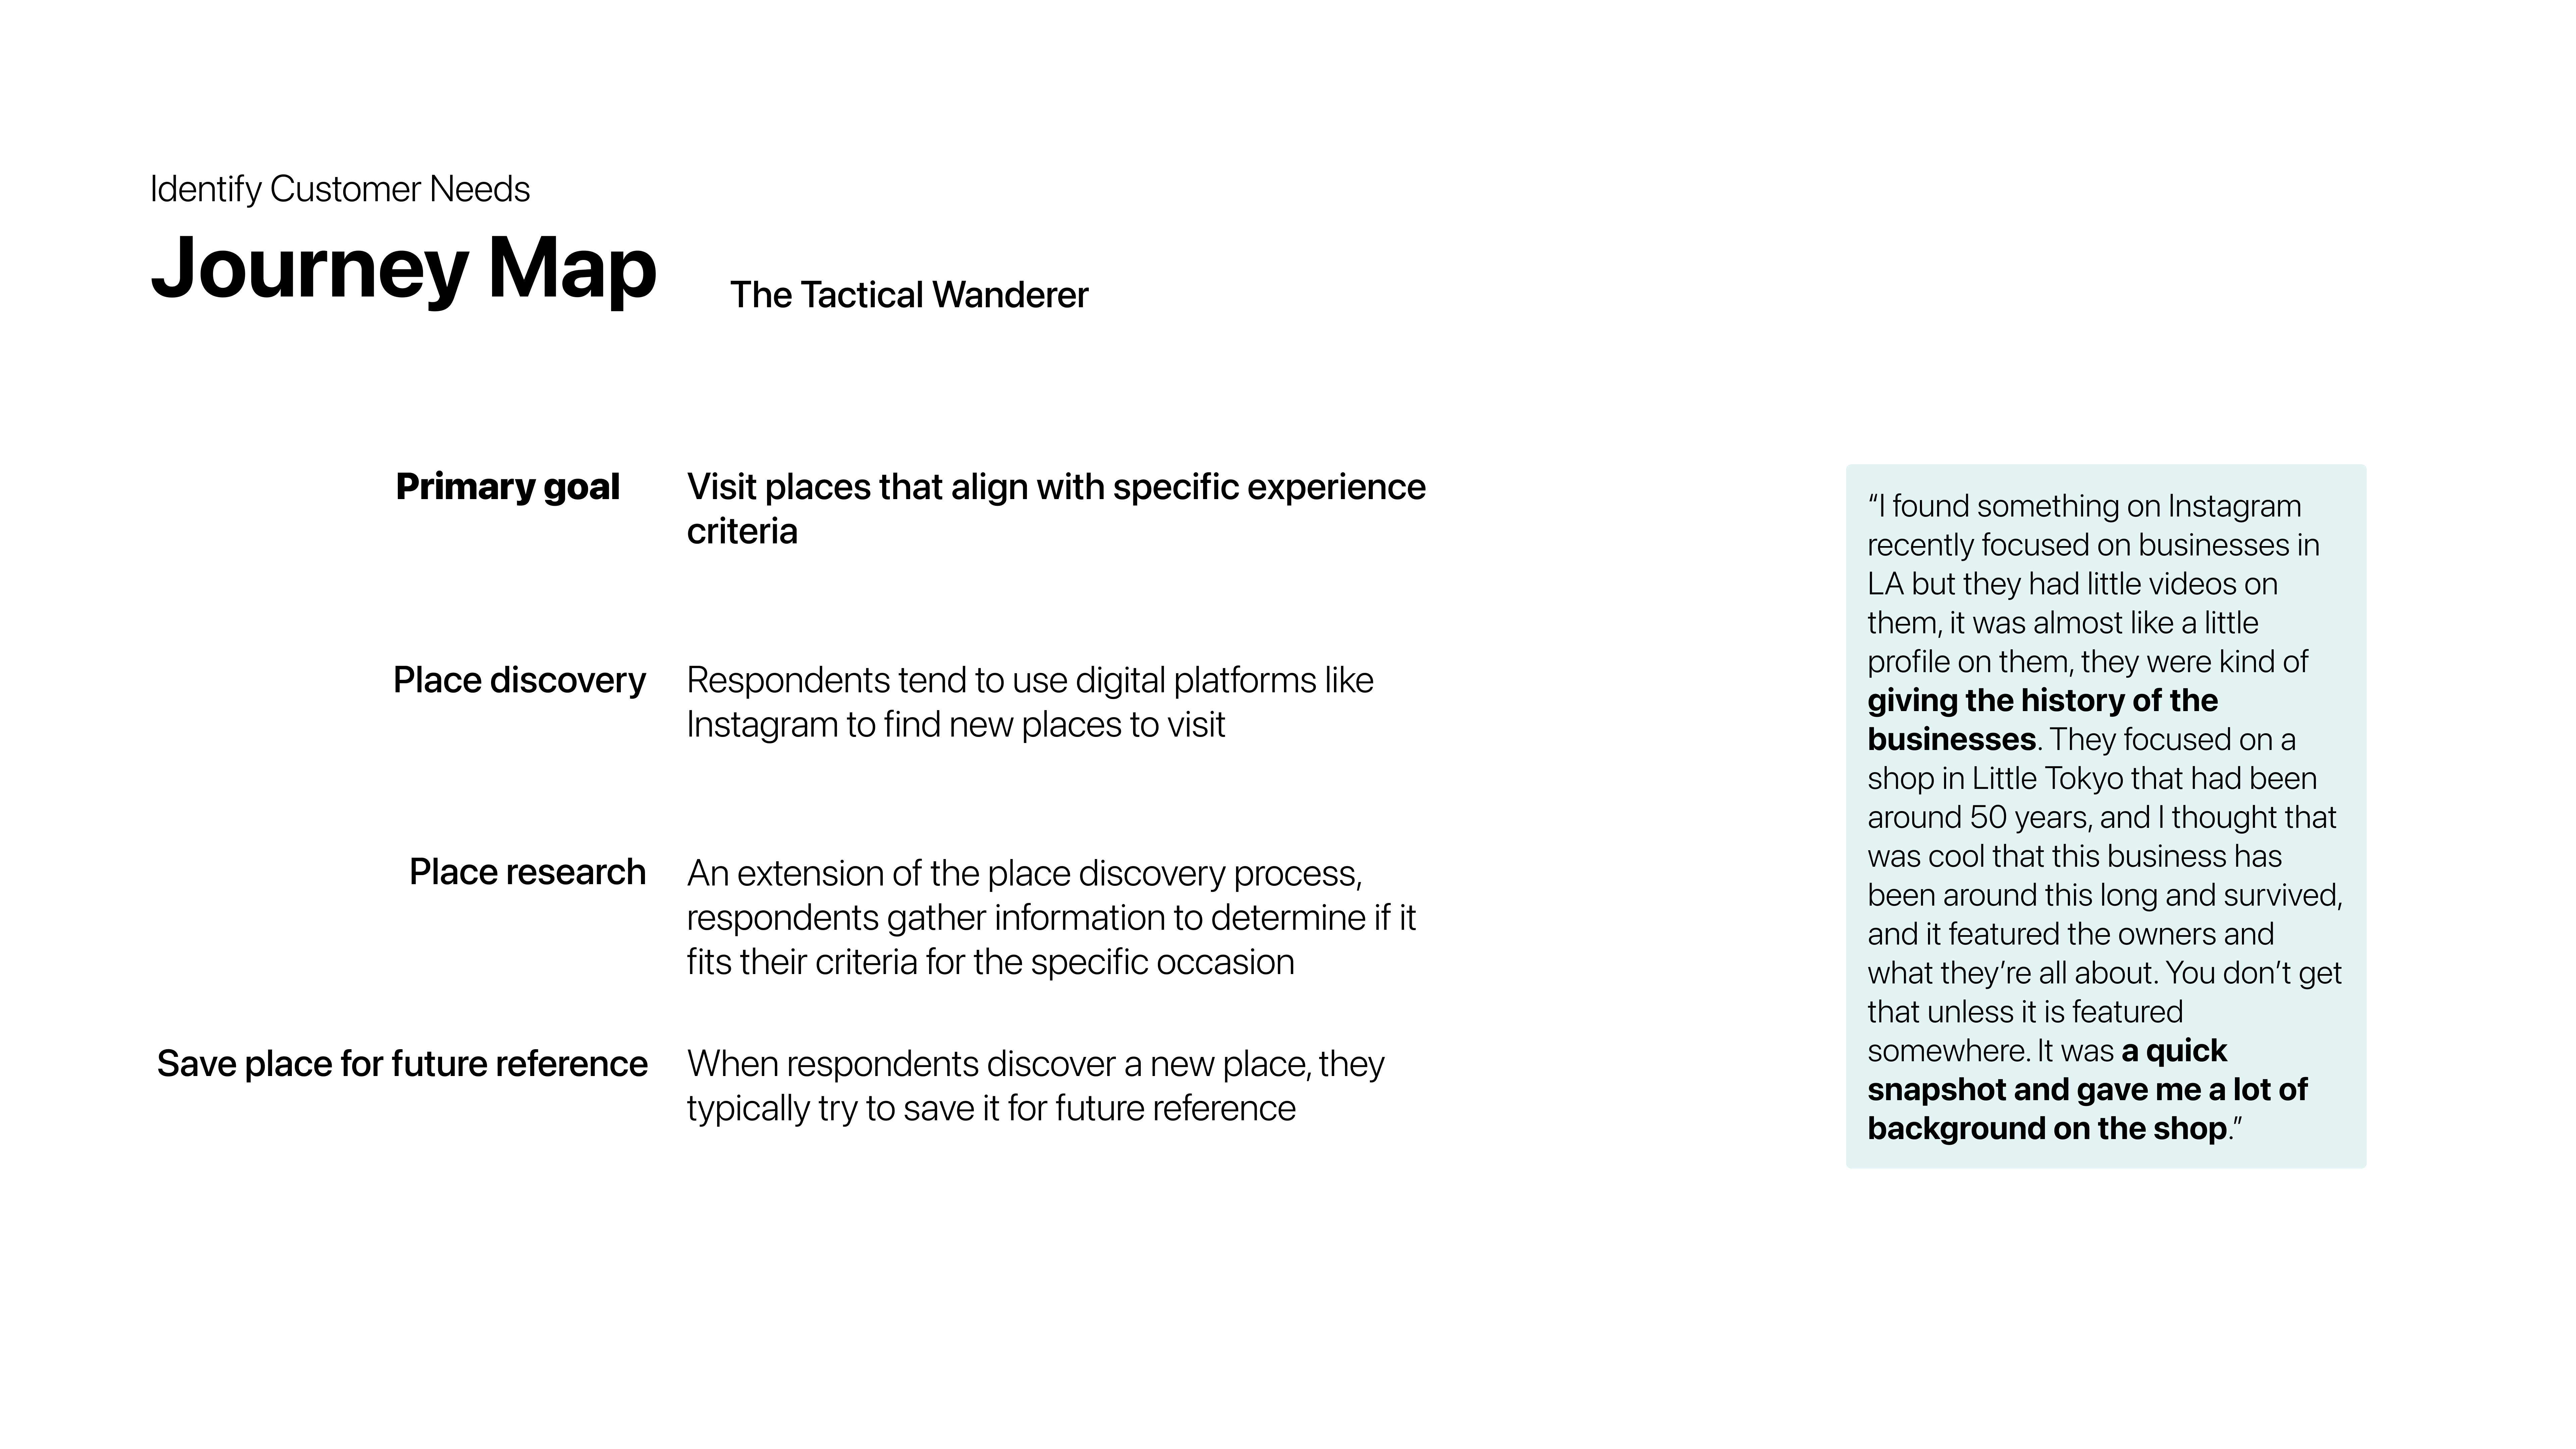 Identify Customer Needs
Journey Map
The Tactical Wanderer
Primary goal
Visit places that align with specific experience
criteria
Place discovery
Respondents tend to use digital platforms like
Instagram to find new places to visit
Place research
An extension of the place discovery process,
respondents gather information to determine if it
fits their criteria for the specific occasion
Save place for future reference
When respondents discover a new place, they
typically try to save it for future reference
“I found something on Instagram
recently focused on businesses in
LA but they had little videos on
them, it was almost like a little
profile on them, they were kind of
giving the history of the
businesses. They focused on a
shop in Little Tokyo that had been
around 50 years, and I thought that
was cool that this business has
been around this long and survived,
and it featured the owners and
what they’re all about. You don’t get
that unless it is featured
somewhere. It was a quick
snapshot and gave me a lot of
background on the shop.”